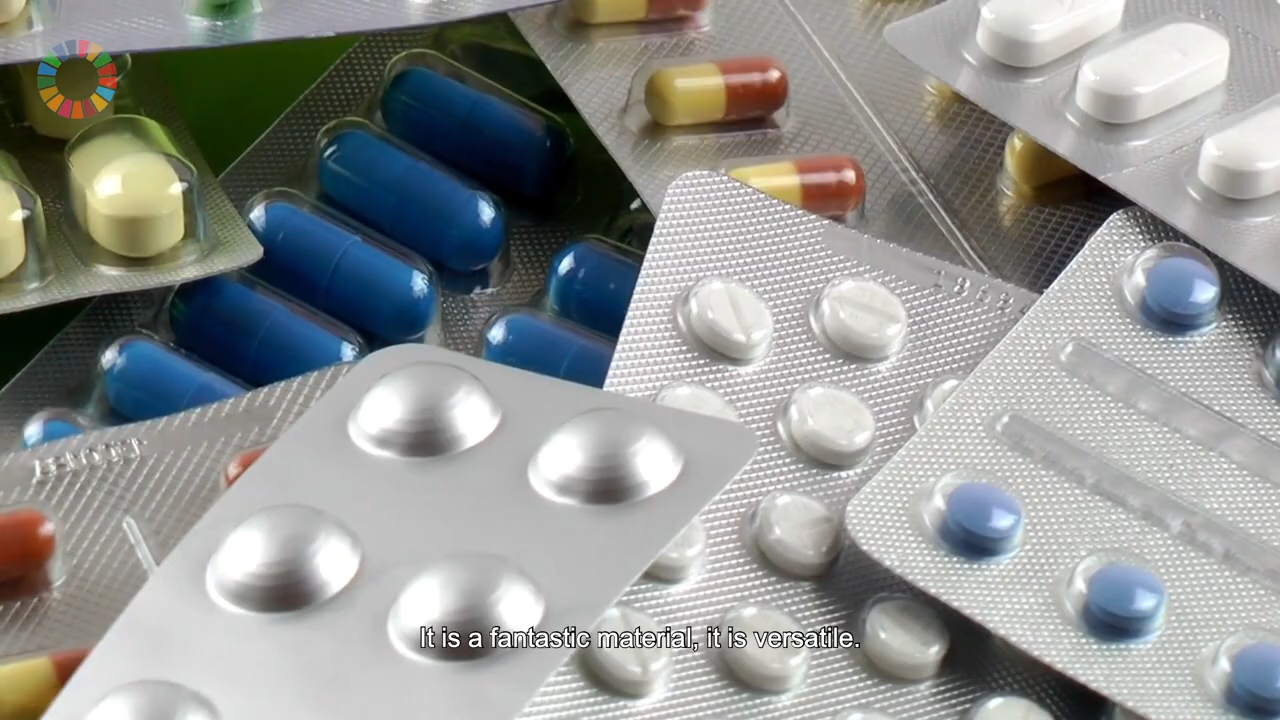 It is a fantastic material, it is versatile.